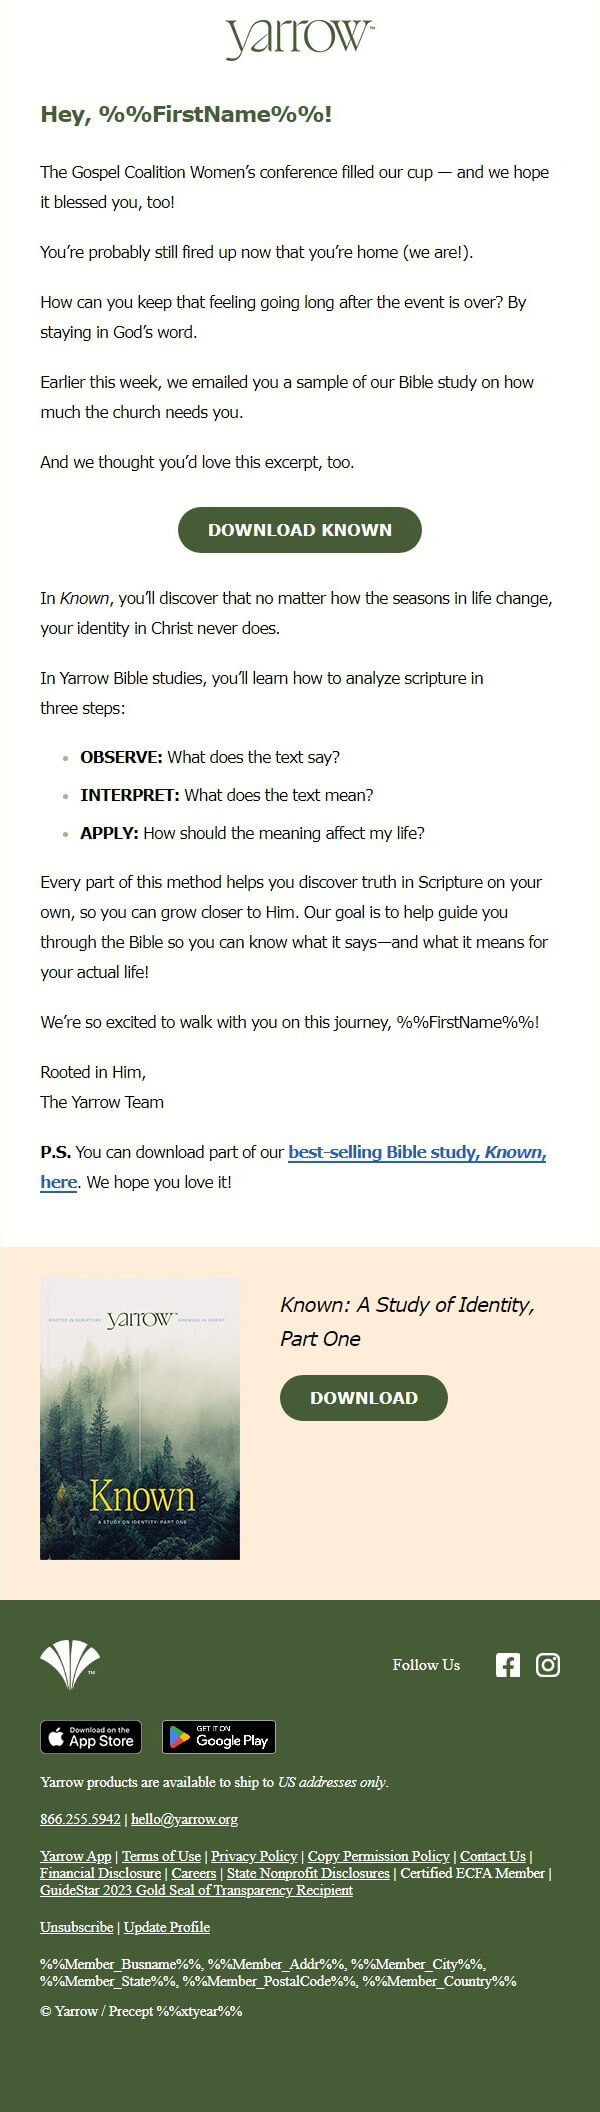 yarrow™
Hey, %%FirstName%%!
The Gospel Coalition Women’s conference filled our cup — and we hope
it blessed you, too!
You’re probably still fired up now that you’re home (we are!).
How can you keep that feeling going long after the event is over? By
staying in God’s word.
Earlier this week, we emailed you a sample of our Bible study on how
much the church needs you.
And we thought you’d love this excerpt, too.
DOWNLOAD KNOWN
In Known, you’ll discover that no matter how the seasons in life change,
your identity in Christ never does.
In Yarrow Bible studies, you’ll learn how to analyze scripture in
three steps:
• OBSERVE: What does the text say?
• INTERPRET: What does the text mean?
• APPLY: How should the meaning affect my life?
Every part of this method helps you discover truth in Scripture on your
own, so you can grow closer to Him. Our goal is to help guide you
through the Bible so you can know what it says—and what it means for
your actual life!
We’re so excited to walk with you on this journey, %%FirstName%%!
Rooted in Him,
The Yarrow Team
P.S. You can download part of our best-selling Bible study, Known,
here. We hope you love it!
ROOTED IN SCRIPTURE yarrow™ GROWING IN CHRIST
Known
A STUDY ON IDENTITY: PART ONE
Known: A Study of Identity,
Part One
DOWNLOAD
™
Follow Us
Download on the
App Store
GET IT ON
Google Play
Yarrow products are available to ship to US addresses only.
866.255.5942 | hello@yarrow.org
Yarrow App | Terms of Use | Privacy Policy | Copy Permission Policy | Contact Us |
Financial Disclosure | Careers | State Nonprofit Disclosures | Certified ECFA Member |
GuideStar 2023 Gold Seal of Transparency Recipient
Unsubscribe | Update Profile
%%Member_Busname%%, %%Member_Addr%%, %%Member_City%%,
%%Member_State%%, %%Member_PostalCode%%, %%Member_Country%%
© Yarrow / Precept %%xtyear%%